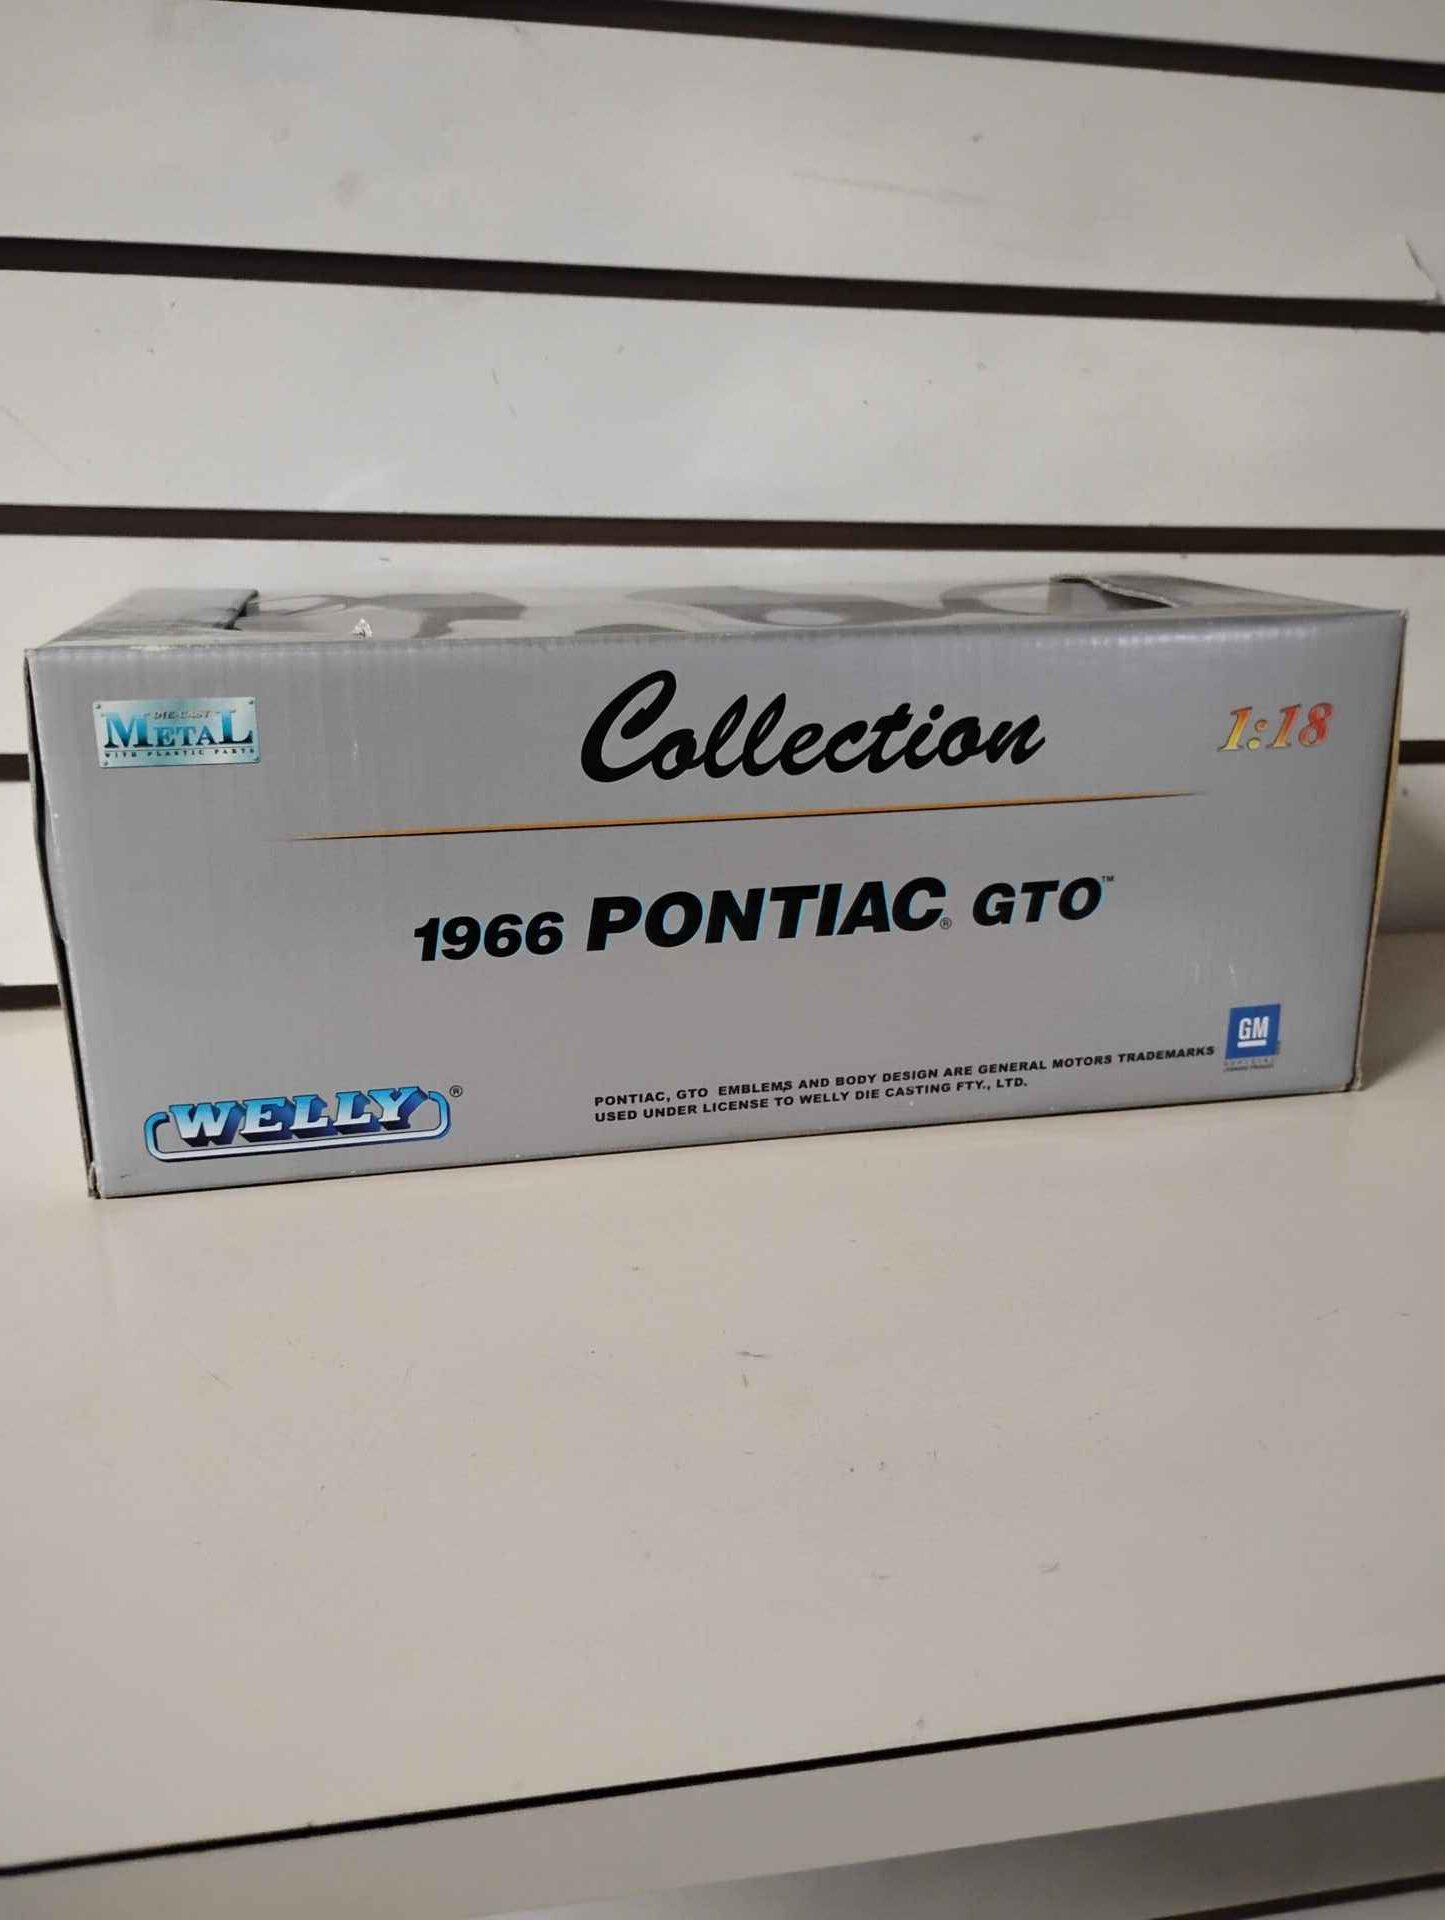 DIE-CAST
METAL
WITH PLASTIC PARTS
Collection
1:18
1966 PONTIAC® GTO™
WELLY®
PONTIAC, GTO EMBLEMS AND BODY DESIGN ARE GENERAL MOTORS TRADEMARKS
USED UNDER LICENSE TO WELLY DIE CASTING FTY., LTD.
GM